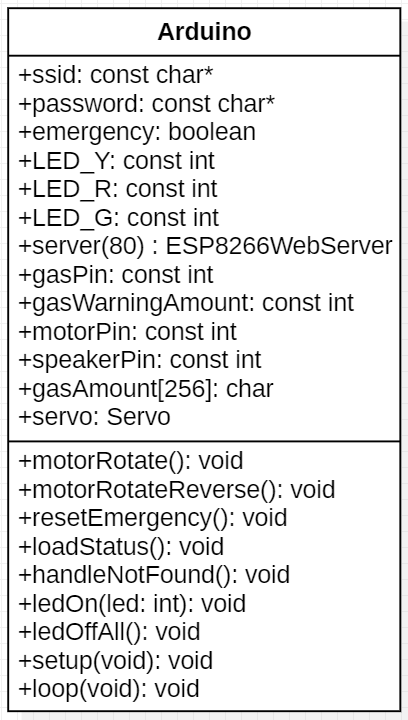 Arduino
+ssid: const char*
+password: const char*
+emergency: boolean
+LED_Y: const int
+LED_R: const int
+LED_G: const int
+server(80) : ESP8266WebServer
+gasPin: const int
+gasWarningAmount: const int
+motorPin: const int
+speakerPin: const int
+gasAmount[256]: char
+servo: Servo
+motorRotate(): void
+motorRotateReverse(): void
+resetEmergency(): void
+loadStatus(): void
+handleNotFound(): void
+ledOn(led: int): void
+ledOffAll(): void
+setup(void): void
+loop(void): void